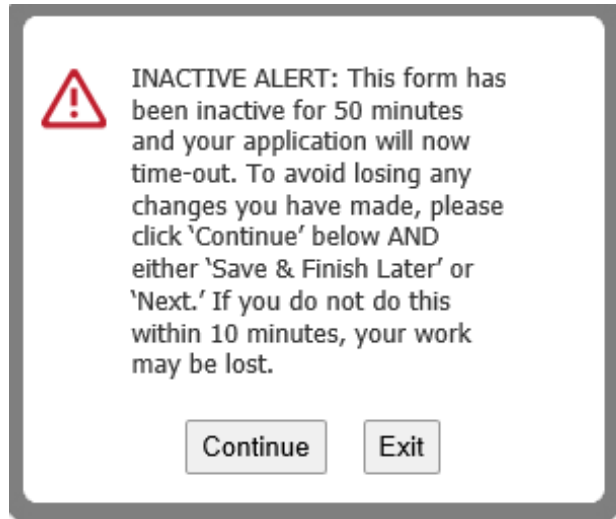 INACTIVE ALERT: This form has
been inactive for 50 minutes
and your application will now
time-out. To avoid losing any
changes you have made, please
click ‘Continue’ below AND
either ‘Save & Finish Later’ or
‘Next.’ If you do not do this
within 10 minutes, your work
may be lost.
Continue Exit